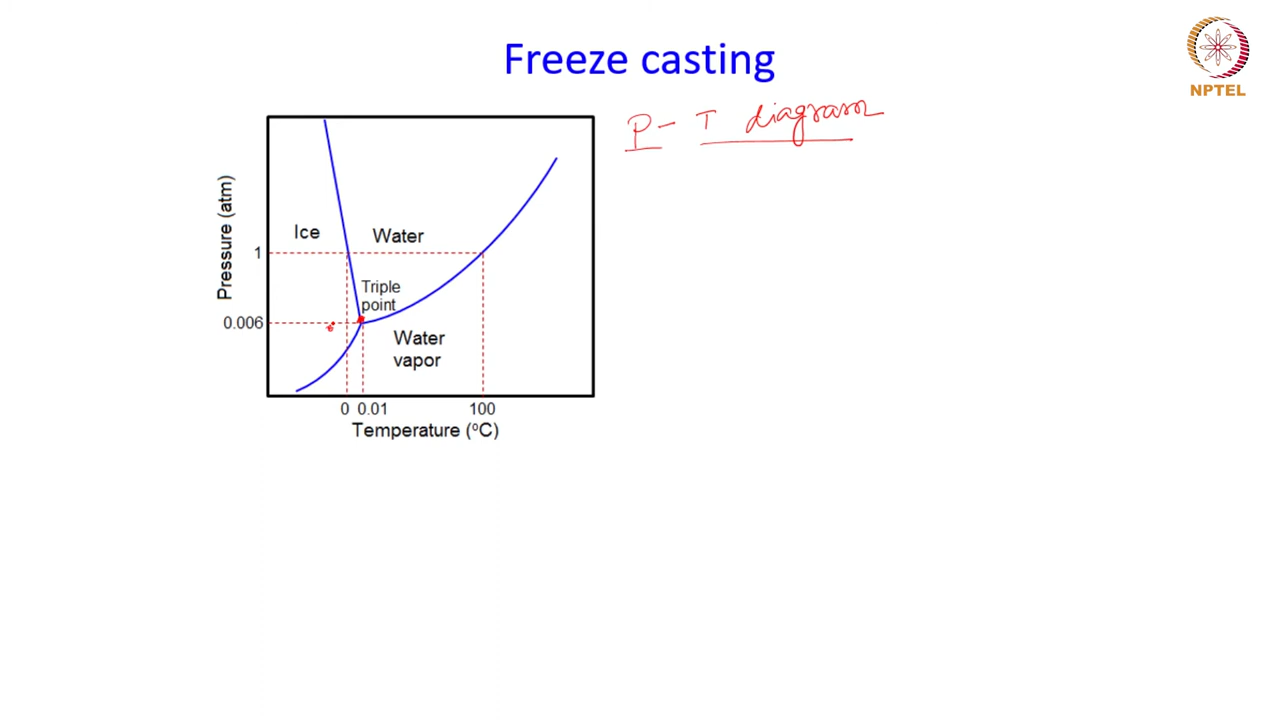 Freeze casting
NPTEL
P - T diagram
Pressure (atm)
Ice
Water
1
Triple
point
0.006
Water
vapor
0 0.01 100
Temperature (ºC)